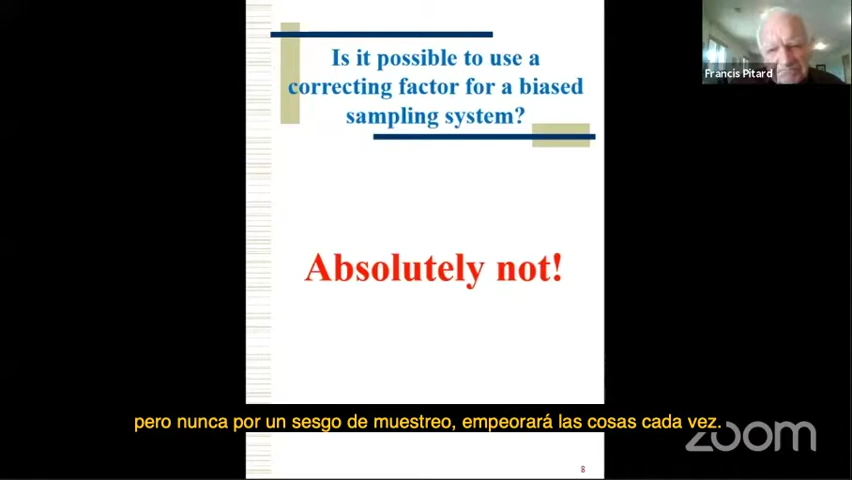 Is it possible to use a
correcting factor for a biased
sampling system?
Francis Pitard
Absolutely not!
pero nunca por un sesgo de muestreo, empeorará las cosas cada vez.
zoom
8